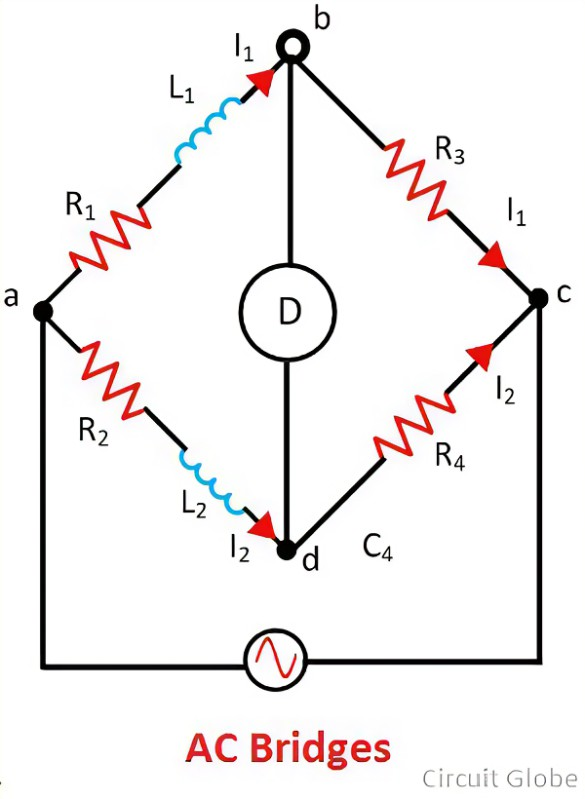 b
I₁
L₁
R₃
R₁
I₁
a
c
D
I₂
R₂
R₄
L₂
I₂
d
C₄
AC Bridges
Circuit Globe